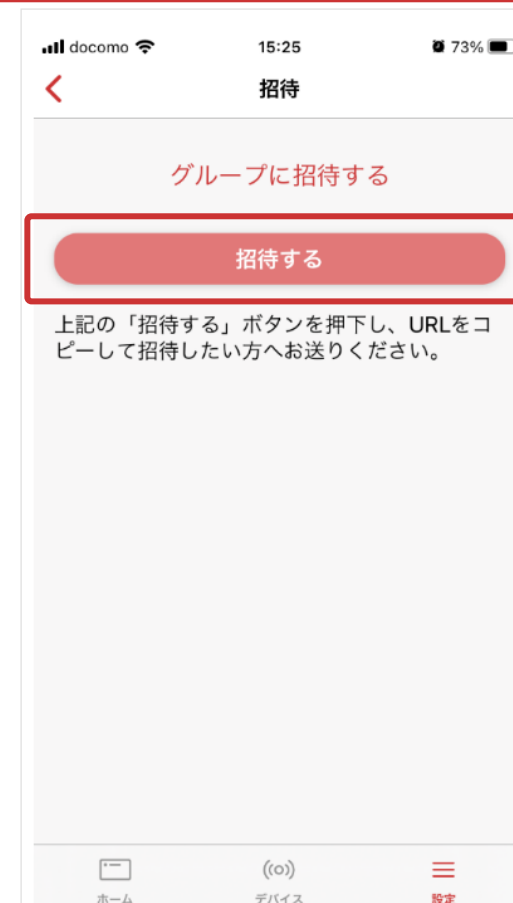 docomo 15:25 73%
招待
グループに招待する
招待する
上記の「招待する」ボタンを押下し、URLをコ
ピーして招待したい方へお送りください。
ホーム デバイス 設定